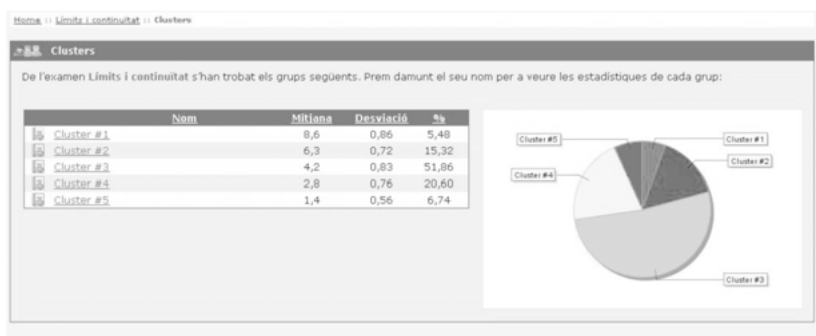 Home :: Límits i continuïtat :: Clusters
Clusters
De l'examen Límits i continuïtat s'han trobat els grups següents. Prem damunt el seu nom per a veure les estadístiques de cada grup:
Nom Mitjana Desviació %
Cluster #1 8,6 0,86 5,48
Cluster #2 6,3 0,72 15,32
Cluster #3 4,2 0,83 51,86
Cluster #4 2,8 0,76 20,60
Cluster #5 1,4 0,56 6,74
Cluster #5
Cluster #1
Cluster #2
Cluster #4
Cluster #3